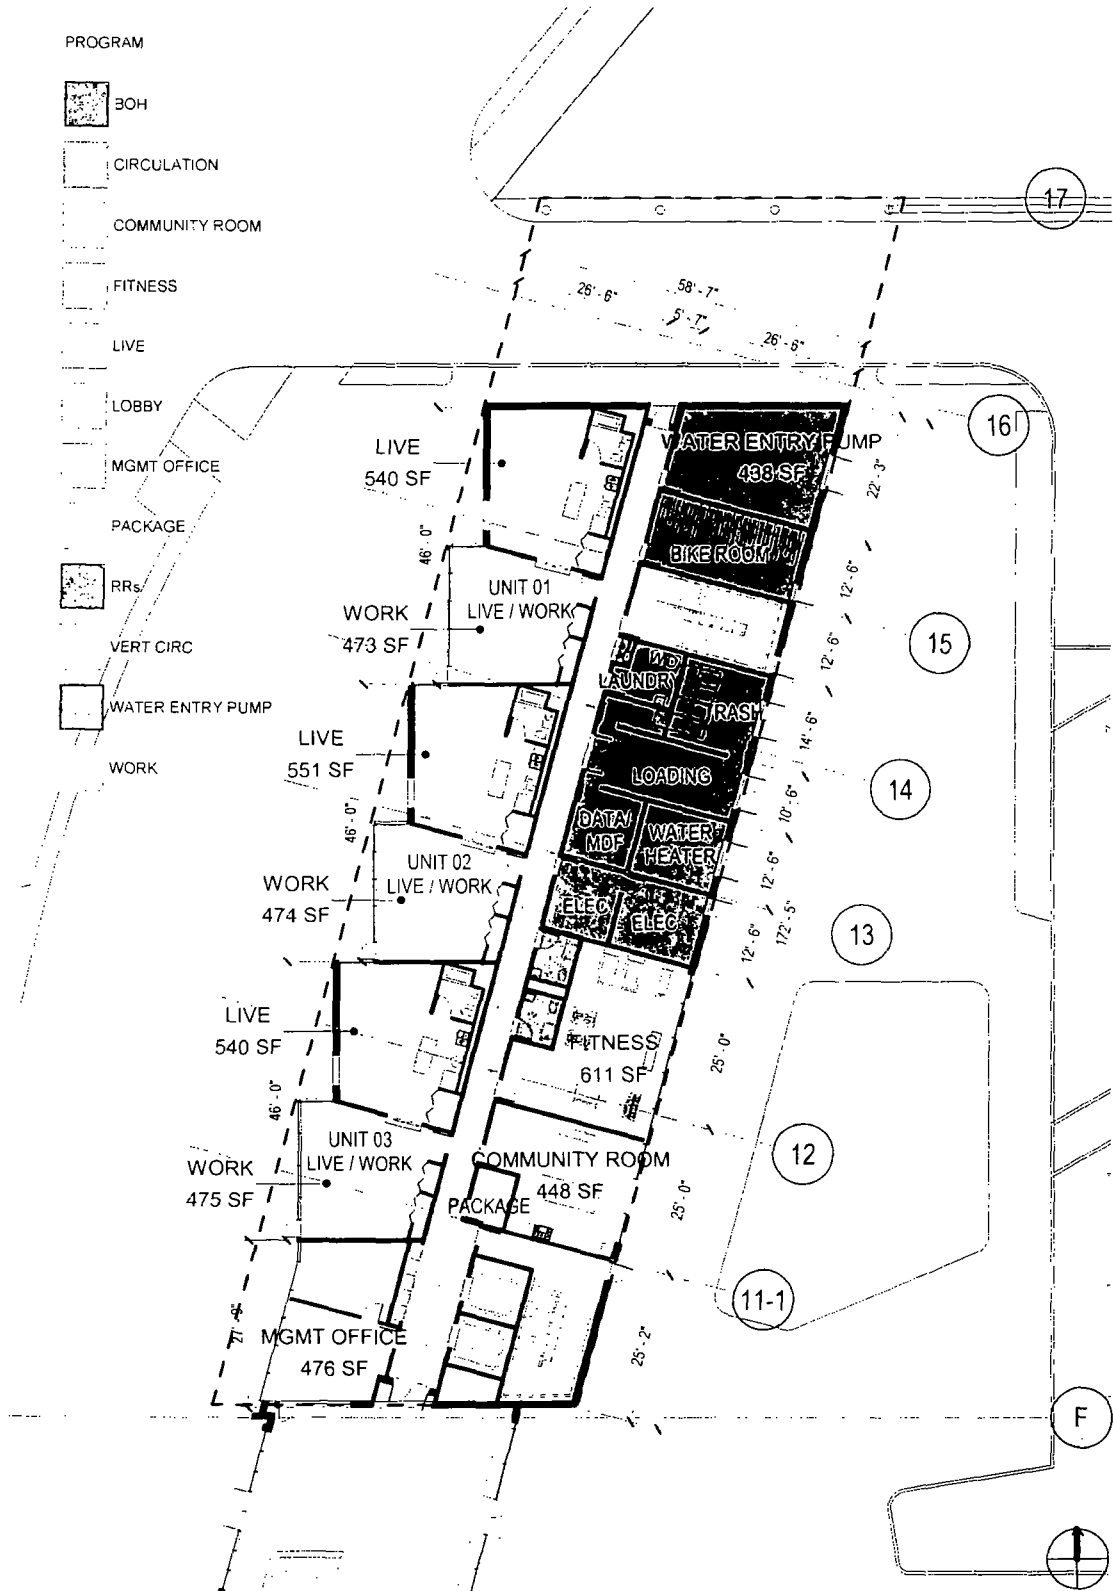 PROGRAM
BOH
CIRCULATION
COMMUNITY ROOM
FITNESS
LIVE
LOBBY
MGMT OFFICE
PACKAGE
RRs
VERT CIRC
WATER ENTRY PUMP
WORK
17
26' - 6"
58' - 7"
5' - 7"
26' - 6"
16
LIVE
540 SF
WATER ENTRY PUMP
438 SF
22' - 3"
46' - 0"
BIKE ROOM
UNIT 01
LIVE / WORK
12' - 6"
WORK
473 SF
15
12' - 6"
LAUNDRY
RASH
LIVE
551 SF
14' - 6"
LOADING
14
46' - 0"
10' - 6"
DATA/
MDF
WATER
HEATER
UNIT 02
LIVE / WORK
12' - 6"
WORK
474 SF
ELEC
ELEC
172' - 5"
12' - 6"
13
LIVE
540 SF
FITNESS
611 SF
25' - 0"
46' - 0"
UNIT 03
LIVE / WORK
12
WORK
475 SF
COMMUNITY ROOM
448 SF
PACKAGE
25' - 0"
11-1
27' - 9"
MGMT OFFICE
476 SF
25' - 2"
F